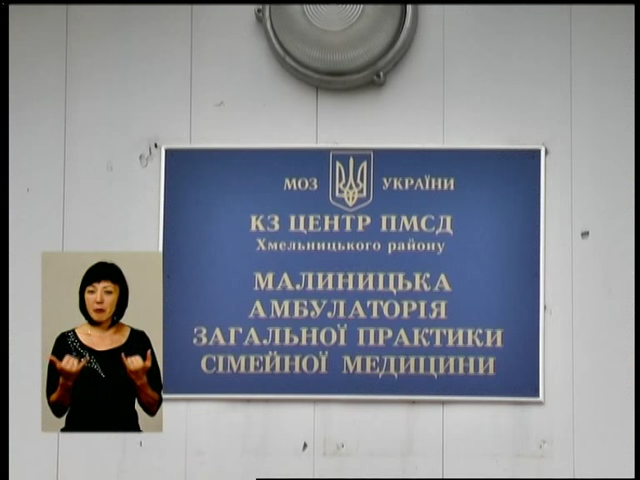 МОЗ УКРАЇНИ
КЗ ЦЕНТР ПМСД
Хмельницького району
МАЛИНИЦЬКА
АМБУЛАТОРІЯ
ЗАГАЛЬНОЇ ПРАКТИКИ
СІМЕЙНОЇ МЕДИЦИНИ